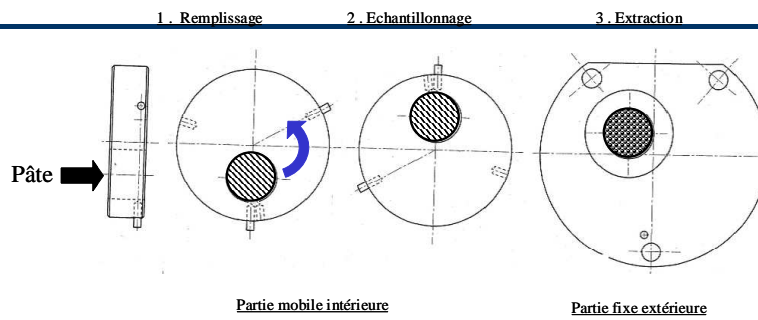 1 . Remplissage
2 . Echantillonnage
3 . Extraction
Pâte
Partie mobile intérieure
Partie fixe extérieure